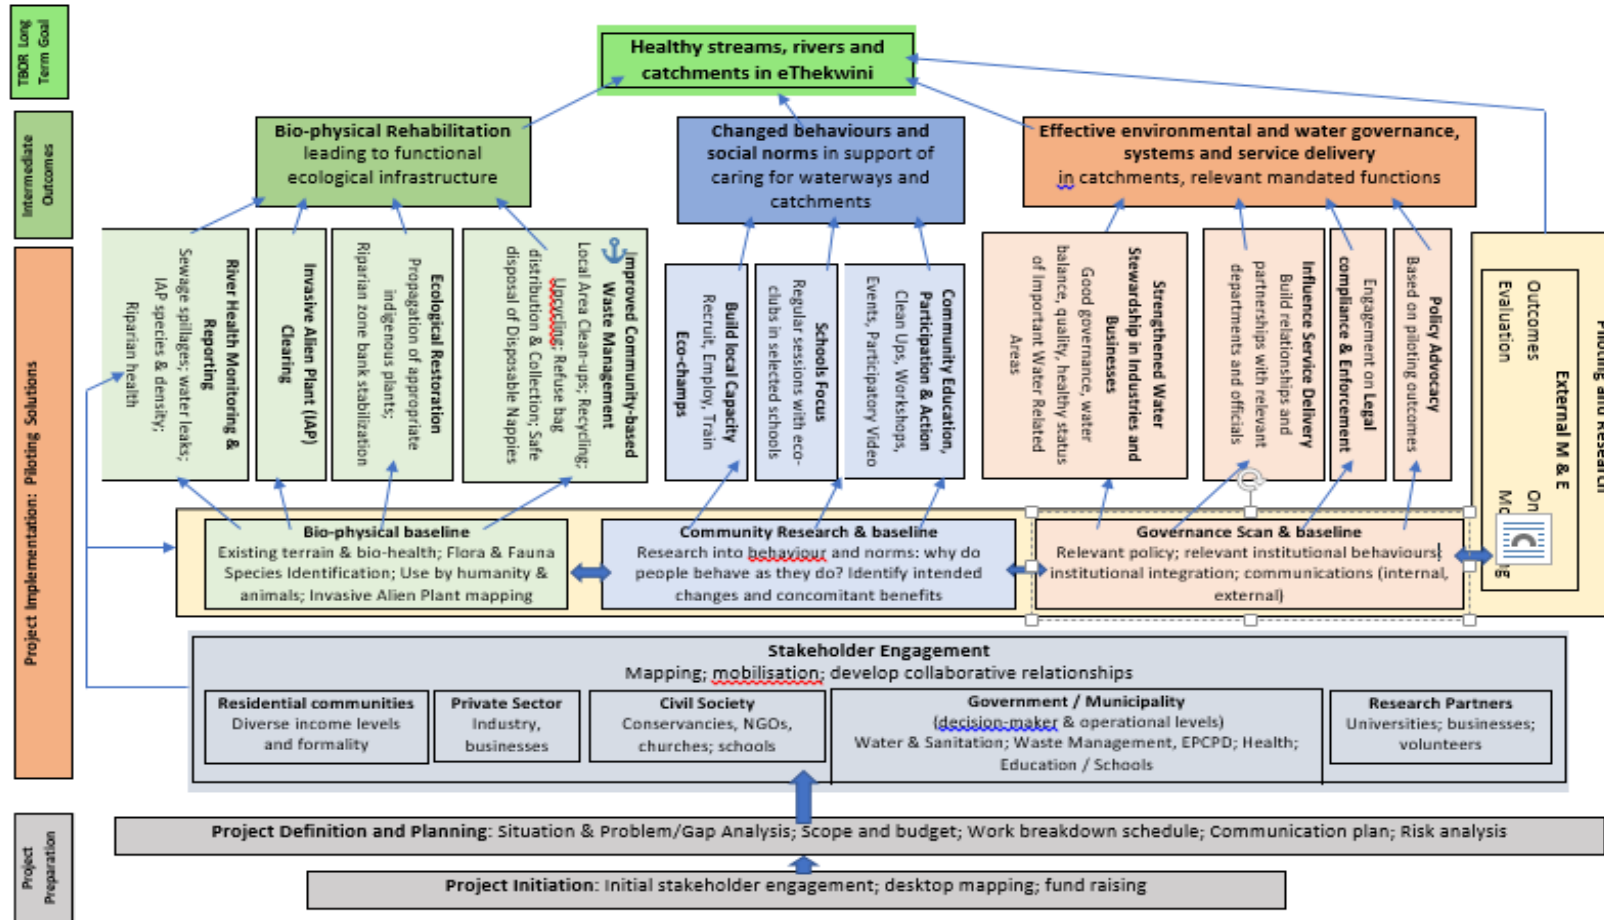 TBOR Long
Term Goal
Healthy streams, rivers and
catchments in eThekwini
Intermediate
Outcomes
Bio-physical Rehabilitation
leading to functional
ecological infrastructure
Changed behaviours and
social norms in support of
caring for waterways and
catchments
Effective environmental and water governance,
systems and service delivery
in catchments, relevant mandated functions
Project Implementation: Piloting Solutions
River Health Monitoring &
Reporting
Sewage spillages; water leaks;
IAP species & density;
Riparian health
Invasive Alien Plant (IAP)
Clearing
Ecological Restoration
Propagation of appropriate
indigenous plants;
Riparian zone bank stabilization
Improved Community-based
Waste Management
Local Area Clean-ups; Recycling;
Upcycling; Refuse bag
distribution & Collection; Safe
disposal of Disposable Nappies
Build local Capacity
Recruit, Employ, Train
Eco-champs
Schools Focus
Regular sessions with eco-
clubs in selected schools
Community Education,
Participation & Action
Clean Ups, Workshops,
Events, Participatory Video
Strengthened Water
Stewardship in Industries and
Businesses
Good governance, water
balance, quality, healthy status
of Important Water Related
Areas
Influence Service Delivery
Build relationships and
partnerships with relevant
departments and officials
Engagement on Legal
compliance & Enforcement
Policy Advocacy
Based on piloting outcomes
Piloting and Research
External M & E
Outcomes
Evaluation
Bio-physical baseline
Existing terrain & bio-health; Flora & Fauna
Species Identification; Use by humanity &
animals; Invasive Alien Plant mapping
Community Research & baseline
Research into behaviour and norms: why do
people behave as they do? Identify intended
changes and concomitant benefits
Governance Scan & baseline
Relevant policy; relevant institutional behaviours;
institutional integration; communications (internal,
external)
Stakeholder Engagement
Mapping; mobilisation; develop collaborative relationships
Residential communities
Diverse income levels
and formality
Private Sector
Industry,
businesses
Civil Society
Conservancies, NGOs,
churches; schools
Government / Municipality
(decision-maker & operational levels)
Water & Sanitation; Waste Management, EPCPD; Health;
Education / Schools
Research Partners
Universities; businesses;
volunteers
Project
Preparation
Project Definition and Planning: Situation & Problem/Gap Analysis; Scope and budget; Work breakdown schedule; Communication plan; Risk analysis
Project Initiation: Initial stakeholder engagement; desktop mapping; fund raising